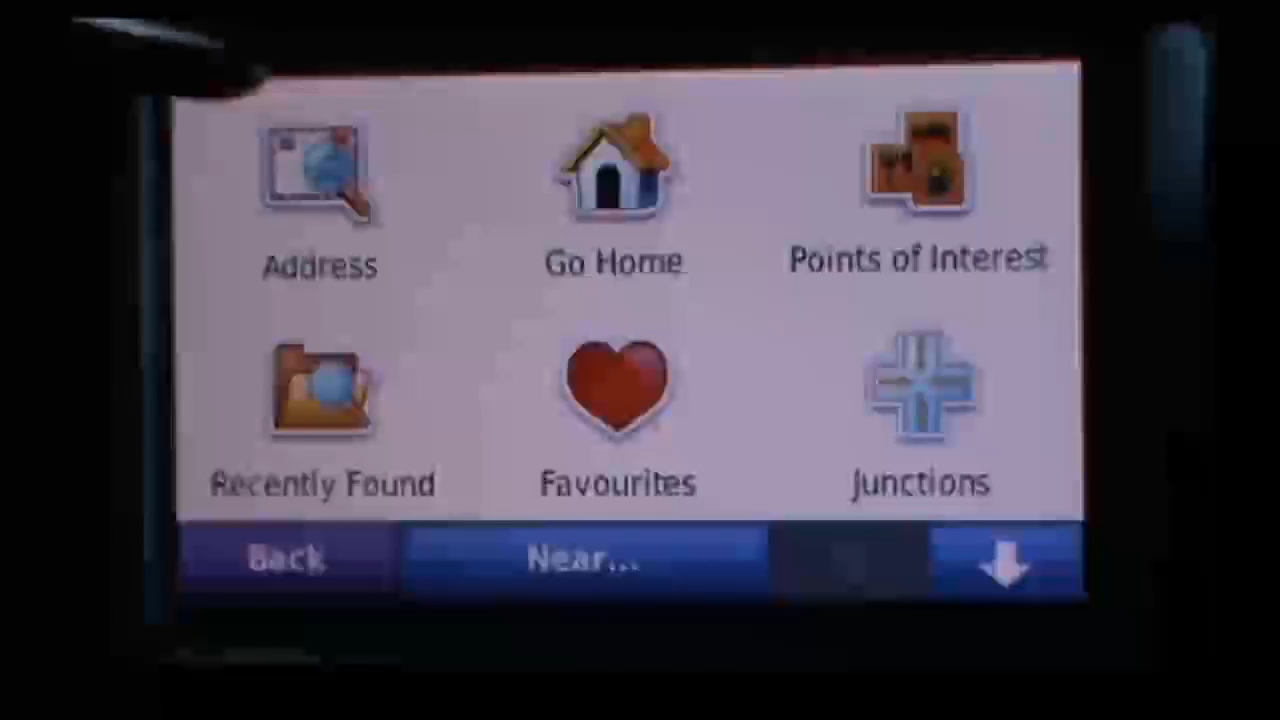 Address
Go Home
Points of Interest
Recently Found
Favourites
Junctions
Back
Near...